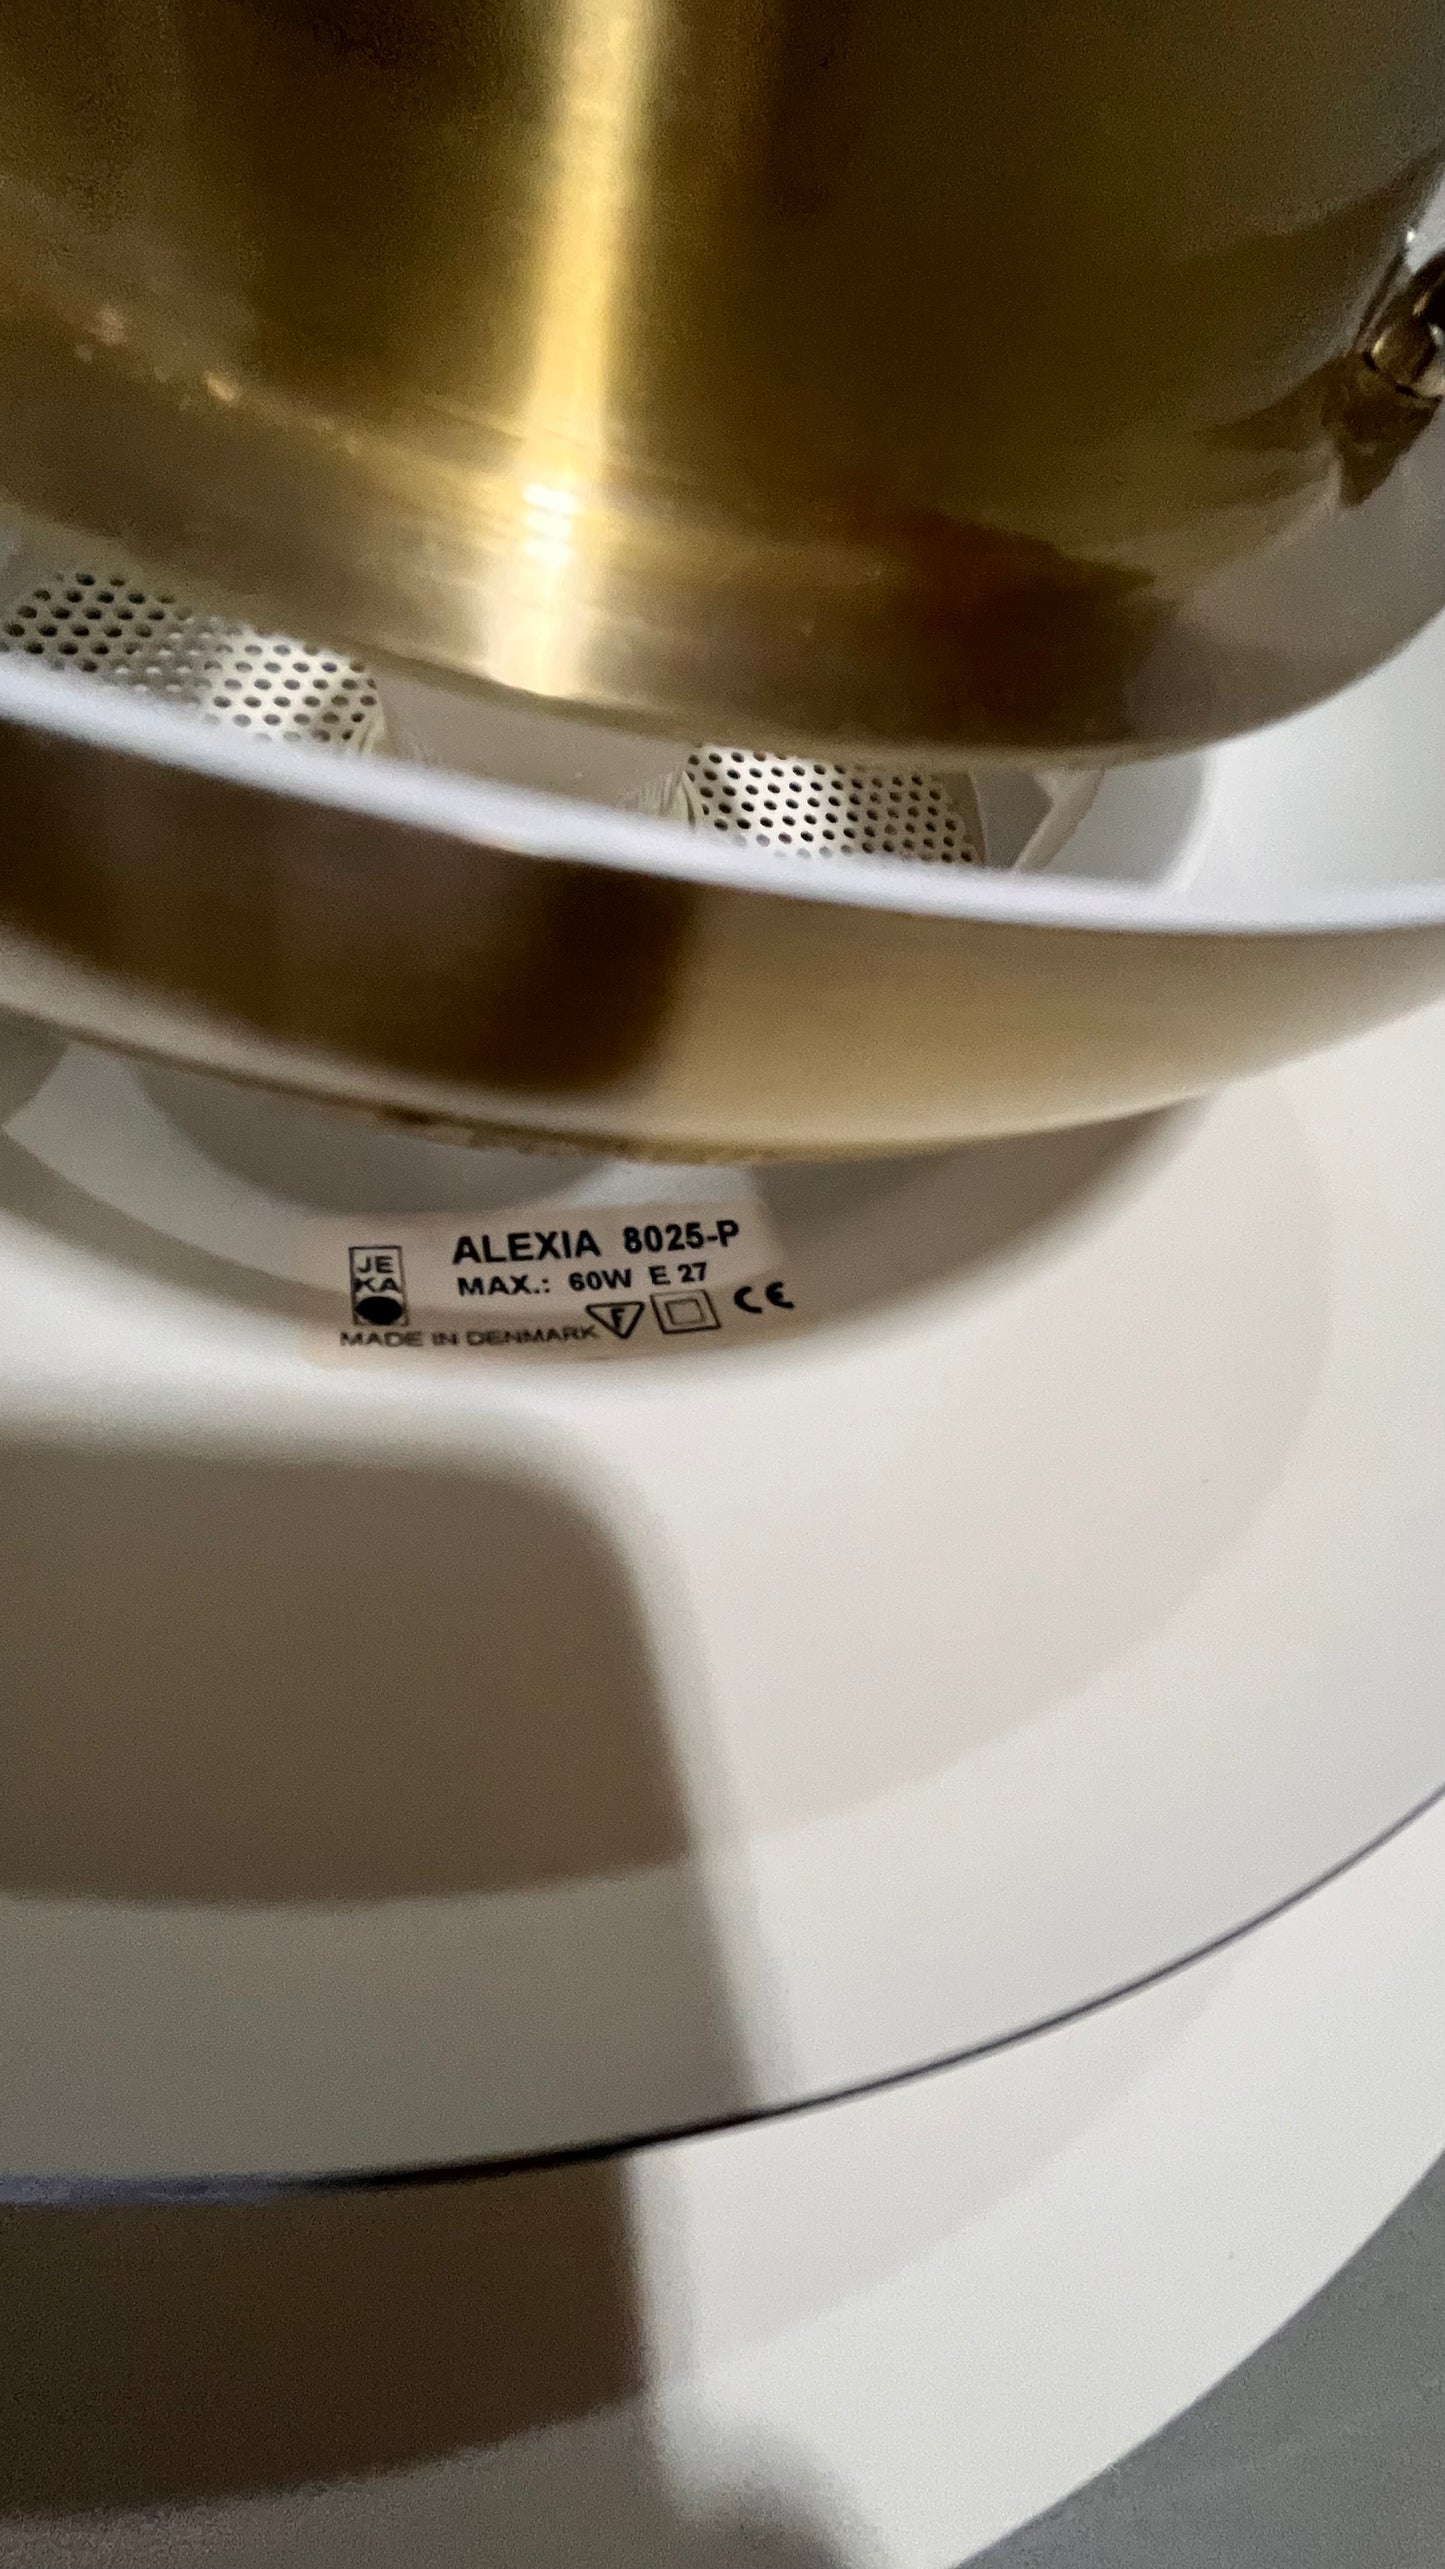 JE
KA
ALEXIA 8025-P
MAX.: 60W E 27
F
CE
MADE IN DENMARK